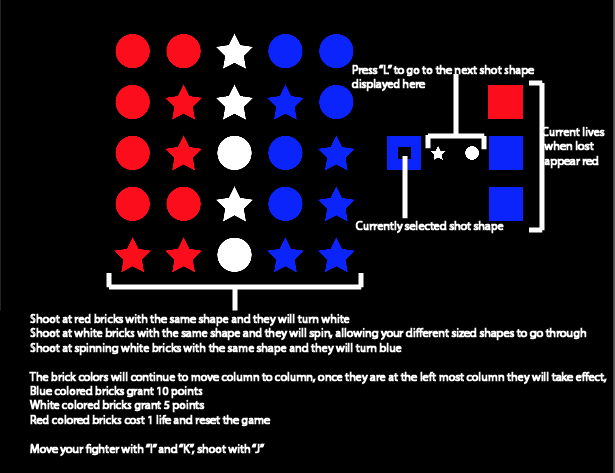 Press "L" to go to the next shot shape
displayed here
Current lives
when lost
appear red
Currently selected shot shape
Shoot at red bricks with the same shape and they will turn white
Shoot at white bricks with the same shape and they will spin, allowing your different sized shapes to go through
Shoot at spinning white bricks with the same shape and they will turn blue
The brick colors will continue to move column to column, once they are at the left most column they will take effect,
Blue colored bricks grant 10 points
White colored bricks grant 5 points
Red colored bricks cost 1 life and reset the game
Move your fighter with "I" and "K", shoot with "J"